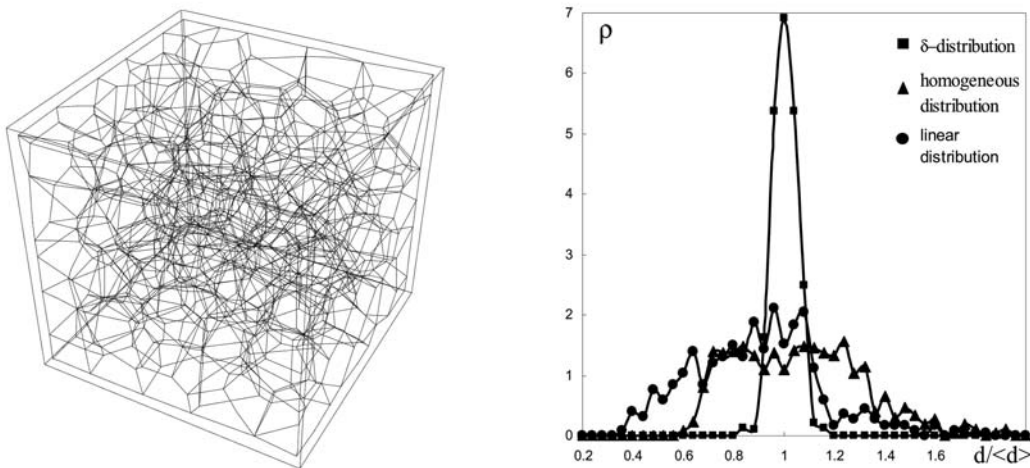 7
ρ
δ–distribution
homogeneous
distribution
linear
distribution
6
5
4
3
2
1
0
0.2
0.4
0.6
0.8
1
1.2
1.4
1.6
d/<d>